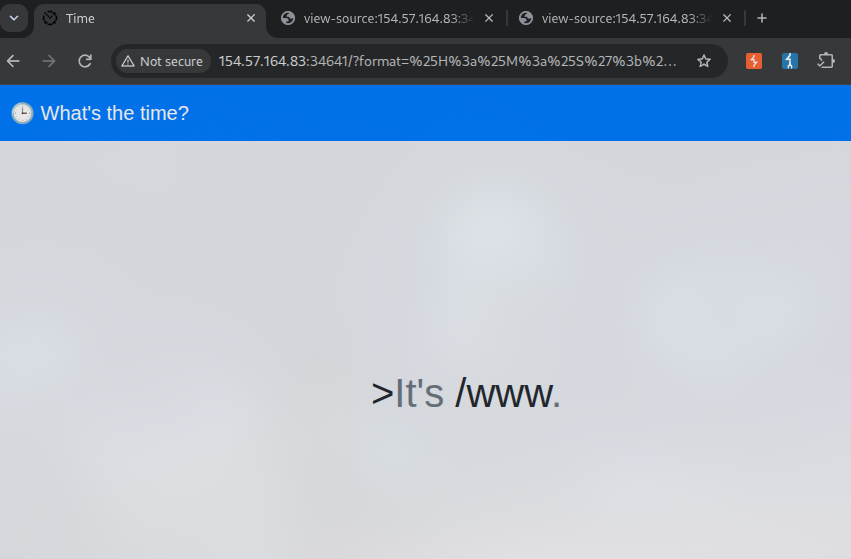 Time
view-source:154.57.164.83:3
view-source:154.57.164.83:3
Not secure
154.57.164.83:34641/?format=%25H%3a%25M%3a%25S%27%3b%2...
What's the time?
>It's /www.